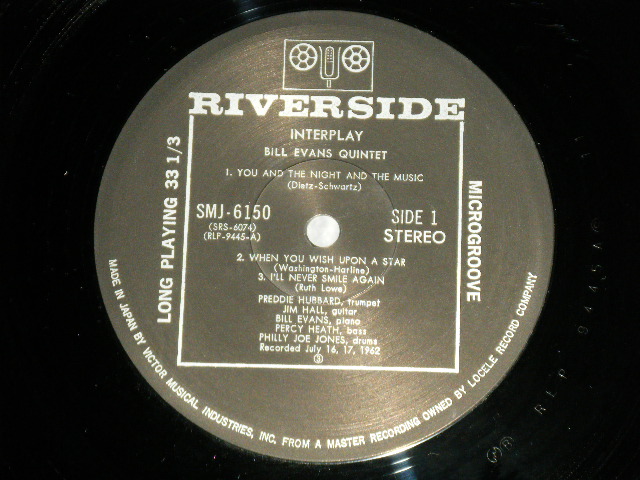 RIVERSIDE
INTERPLAY
BILL EVANS QUINTET
1. YOU AND THE NIGHT AND THE MUSIC
(Dietz-Schwartz)
SMJ-6150
(SRS-6074)
(RLP-9445-A)
SIDE 1
STEREO
2. WHEN YOU WISH UPON A STAR
(Washington-Harline)
3. I'LL NEVER SMILE AGAIN
(Ruth Lowe)
FREDDIE HUBBARD, trumpet
JIM HALL, guitar
BILL EVANS, piano
PERCY HEATH, bass
PHILLY JOE JONES, drums
Recorded July 16, 17, 1962
3
LONG PLAYING 33 1/3
MICROGROOVE
MADE IN JAPAN BY VICTOR MUSICAL INDUSTRIES, INC. FROM A MASTER RECORDING OWNED BY LOCELE RECORD COMPANY